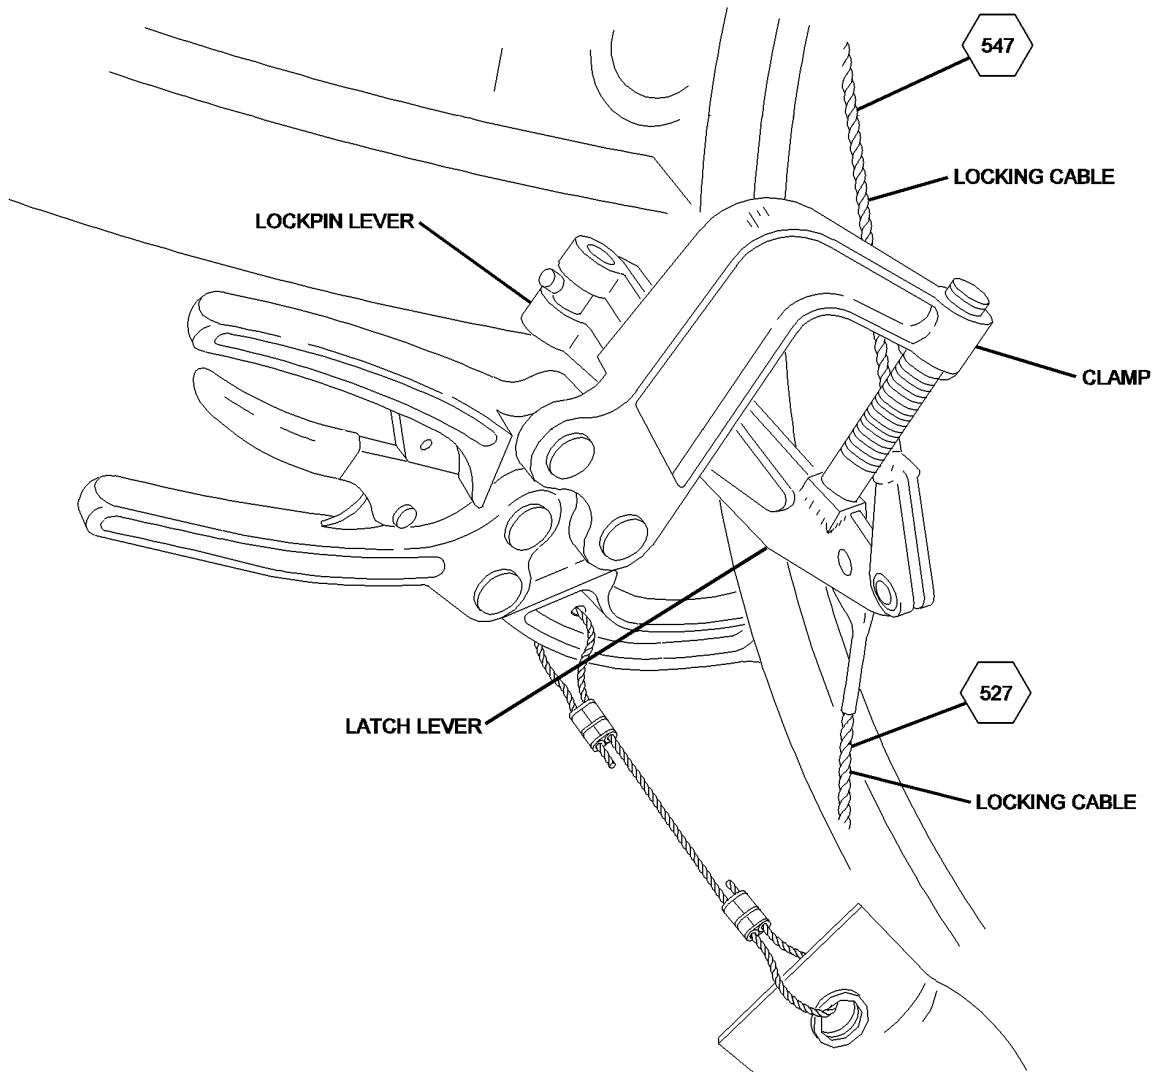 547
LOCKING CABLE
LOCKPIN LEVER
CLAMP
527
LATCH LEVER
LOCKING CABLE